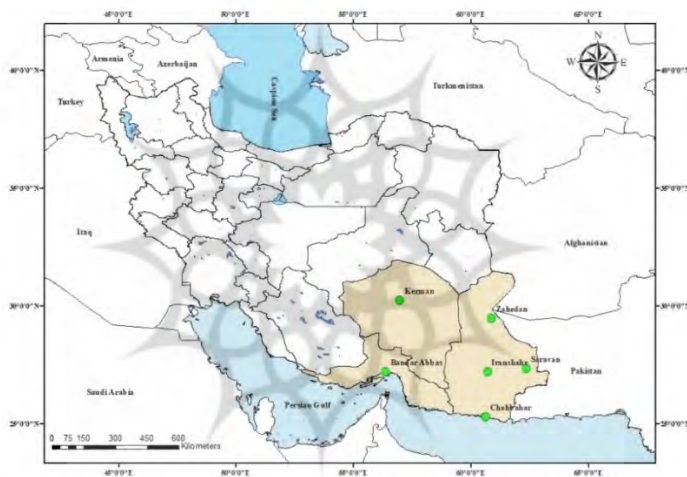 45°0'0"E 50°0'0"E 55°0'0"E 60°0'0"E 65°0'0"E
N
W E
S
Armenia
Azerbaijan
Turkey
Caspian Sea
Turkmenistan
40°0'0"N 40°0'0"N
35°0'0"N 35°0'0"N
Iraq
Afghanistan
Kerman
30°0'0"N 30°0'0"N
Zahedan
Bandar Abbas
Iranshahr
Saravan
Pakistan
Saudi Arabia
Persian Gulf
Chahbahar
25°0'0"N 25°0'0"N
0 75 150 300 450 600
Kilometers
45°0'0"E 50°0'0"E 55°0'0"E 60°0'0"E 65°0'0"E